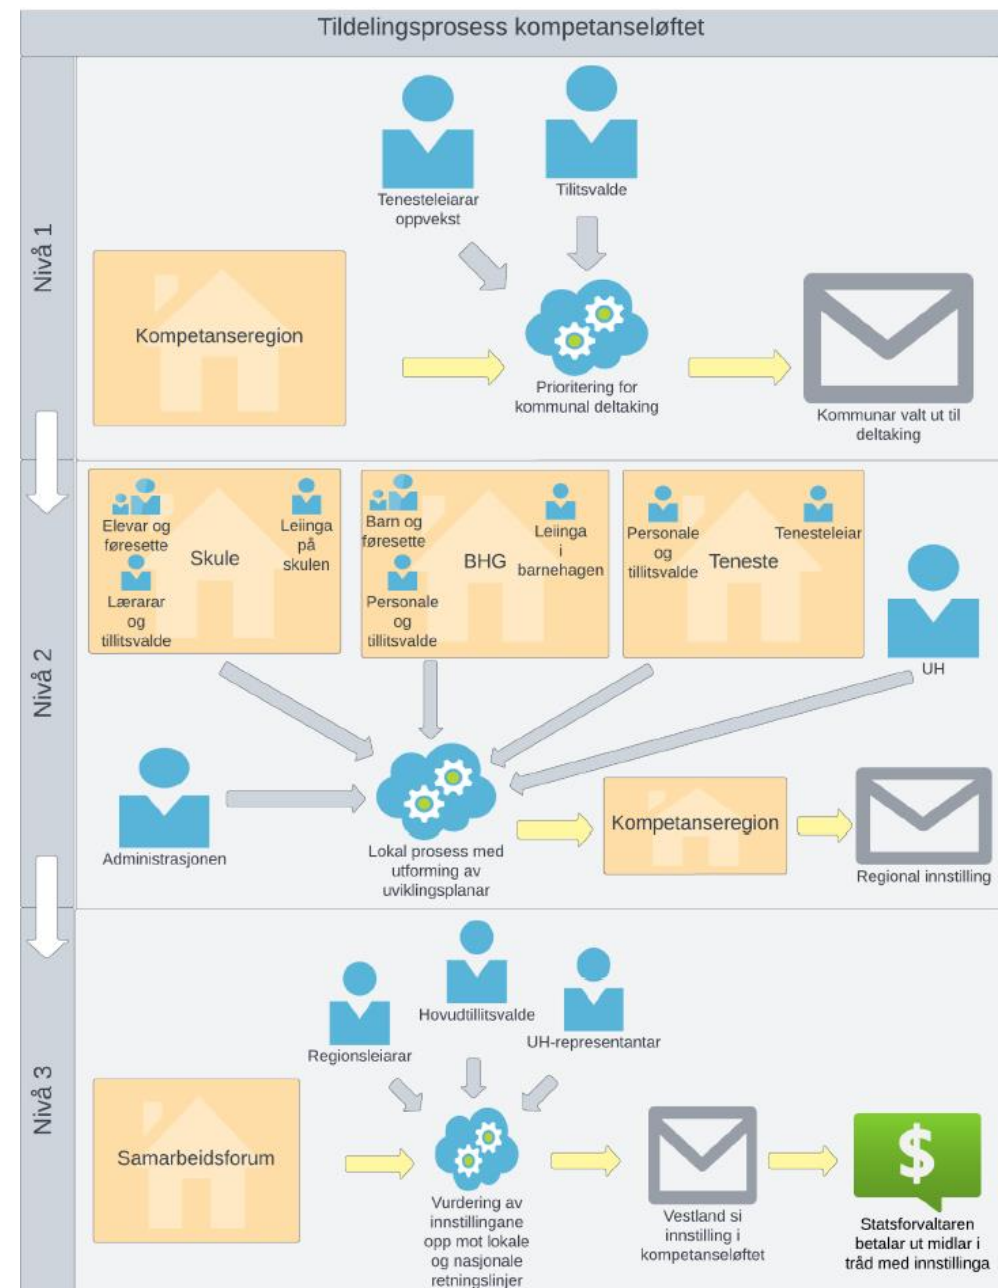 Tildelingsprosess kompetanseløftet
Nivå 1
Tenesteleiarar
oppvekst
Tilitsvalde
Kompetanseregion
Prioritering for
kommunal deltaking
Kommunar valt ut til
deltaking
Nivå 2
Elevar og
føresette
Leiinga
på
skulen
Skule
Lærarar
og
tillitsvalde
Barn og
føresette
Leiinga
i
barnehagen
BHG
Personale
og
tillitsvalde
Personale
og
tillitsvalde
Tenesteleiar
Teneste
UH
Administrasjonen
Lokal prosess med
utforming av
uviklingsplanar
Kompetanseregion
Regional innstilling
Nivå 3
Regionsleiarar
Hovudtillitsvalde
UH-representantar
Samarbeidsforum
Vurdering av
innstillingane
opp mot lokale
og nasjonale
retningslinjer
Vestland si
innstilling i
kompetanseløftet
$
Statsforvaltaren
betalar ut midlar i
tråd med innstillinga